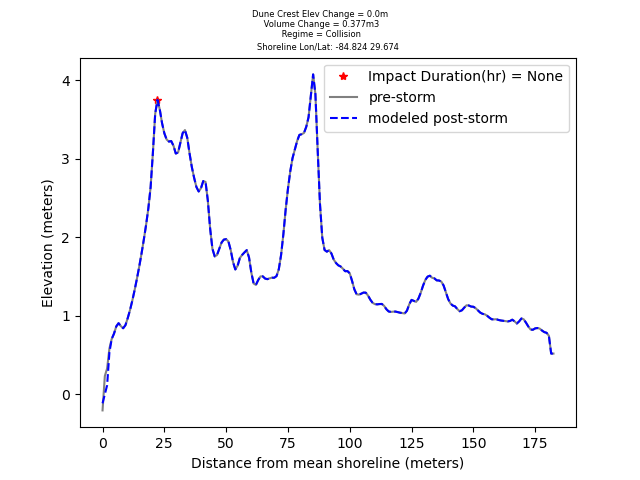 Dune Crest Elev Change = 0.0m
Volume Change = 0.377m3
Regime = Collision
Shoreline Lon/Lat: -84.824 29.674
Impact Duration(hr) = None
pre-storm
modeled post-storm
Elevation (meters)
4
3
2
1
0
0 25 50 75 100 125 150 175
Distance from mean shoreline (meters)